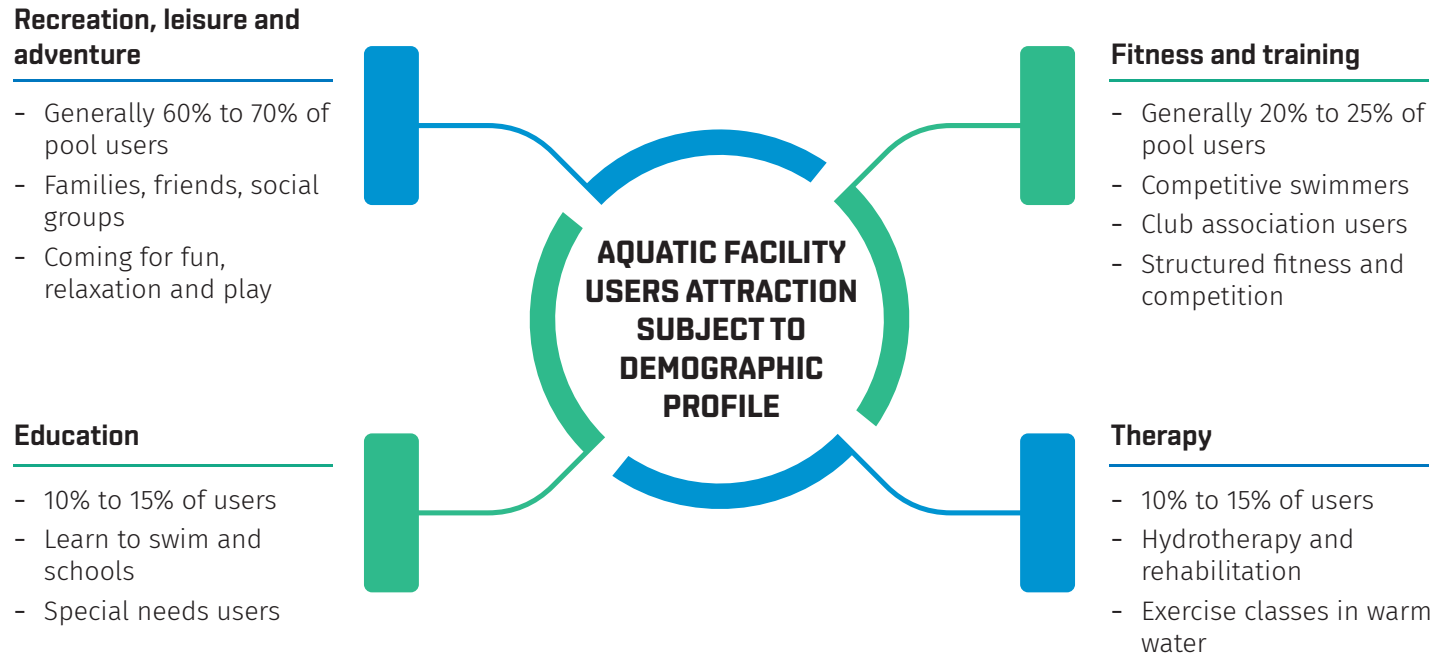 Recreation, leisure and
adventure
- Generally 60% to 70% of
pool users
- Families, friends, social
groups
- Coming for fun,
relaxation and play
Fitness and training
- Generally 20% to 25% of
pool users
- Competitive swimmers
- Club association users
- Structured fitness and
competition
AQUATIC FACILITY
USERS ATTRACTION
SUBJECT TO
DEMOGRAPHIC
PROFILE
Education
- 10% to 15% of users
- Learn to swim and
schools
- Special needs users
Therapy
- 10% to 15% of users
- Hydrotherapy and
rehabilitation
- Exercise classes in warm
water